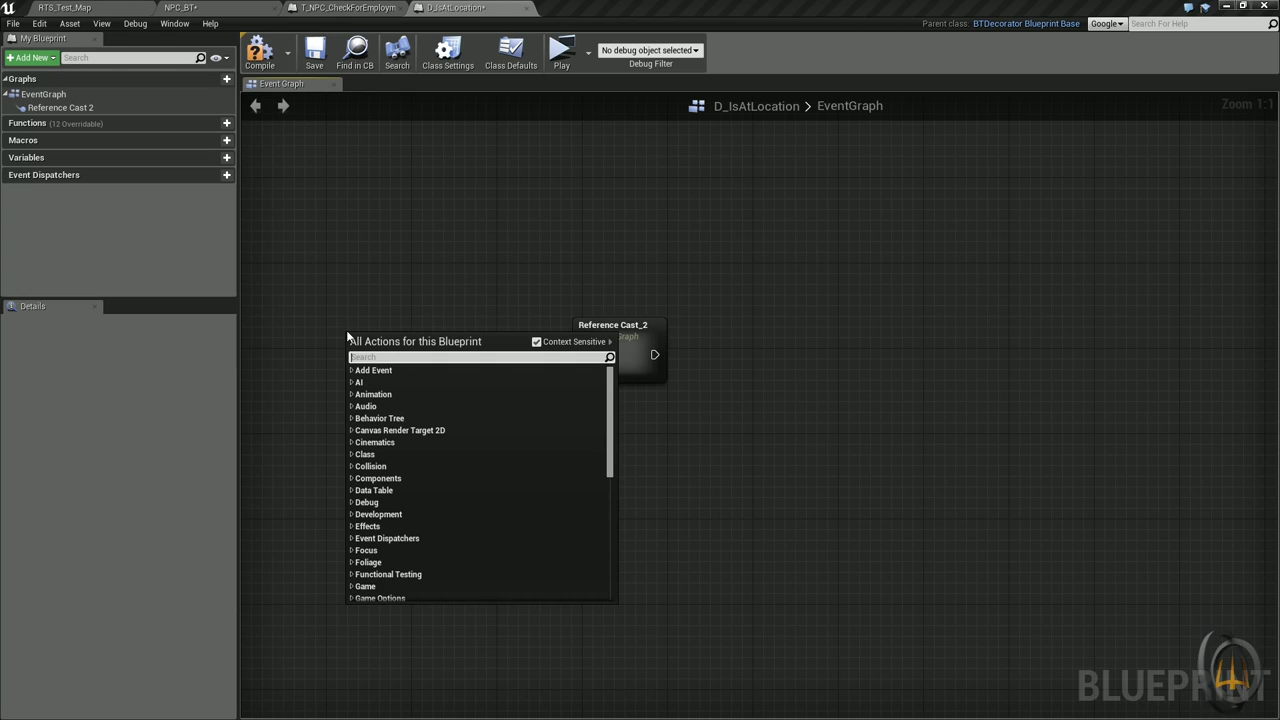 RTS_Test_Map
NPC_BT*
T_NPC_CheckForEmploym
D_IsAtLocation*
File
Edit
Asset
View
Debug
Window
Help
Parent class: BTDecorator Blueprint Base
Google
Search For Help
My Blueprint
Add New
Search
Compile
Save
Find in CB
Search
Class Settings
Class Defaults
Play
No debug object selected
Debug Filter
Graphs
EventGraph
Reference Cast 2
Functions (12 Overridable)
Macros
Variables
Event Dispatchers
Details
Event Graph
D_IsAtLocation > EventGraph
Zoom 1:1
Reference Cast_2
Graph
All Actions for this Blueprint
Context Sensitive
Search
Add Event
AI
Animation
Audio
Behavior Tree
Canvas Render Target 2D
Cinematics
Class
Collision
Components
Data Table
Debug
Development
Effects
Event Dispatchers
Focus
Foliage
Functional Testing
Game
Game Options
BLUEPRINT